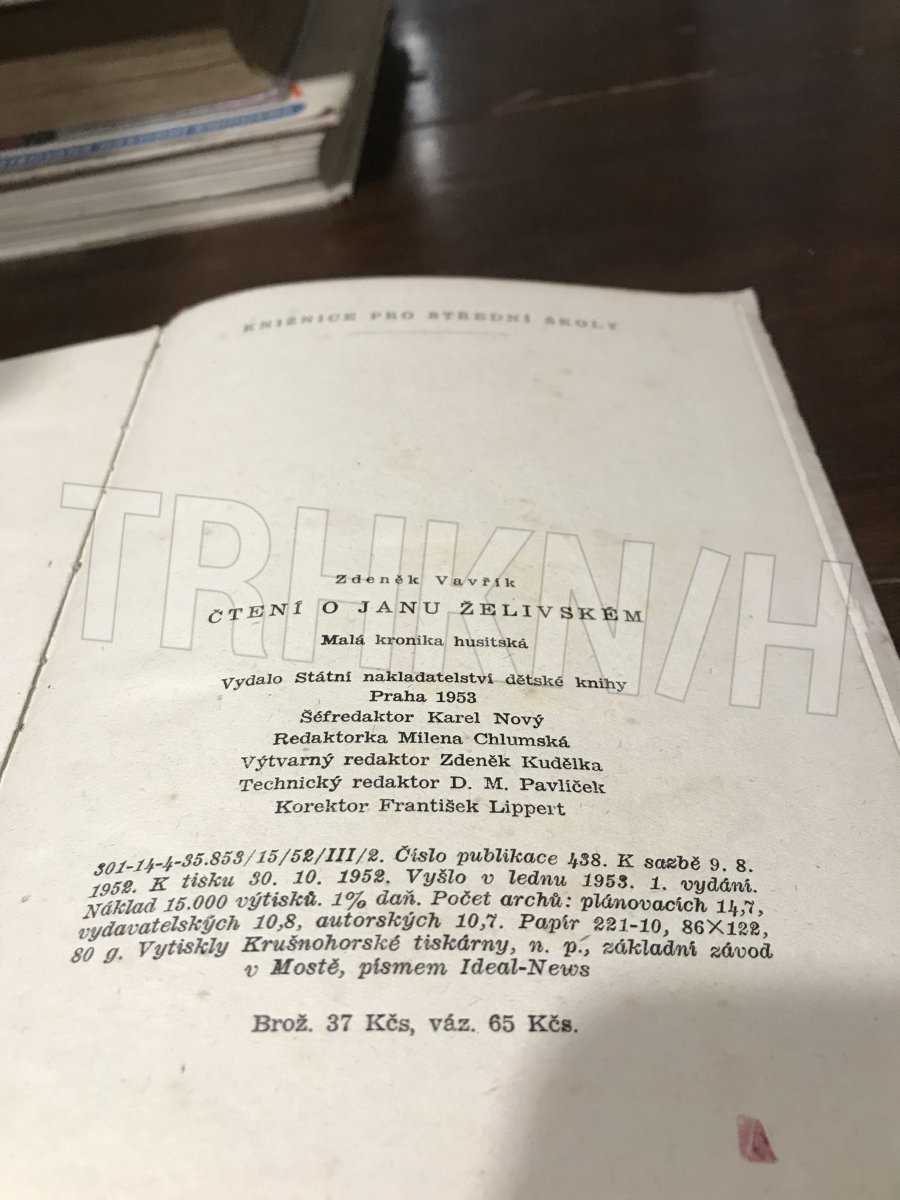 KNIŽNICE PRO STŘEDNÍ ŠKOLY
Zdeněk Vavřík
ČTENÍ O JANU ŽELIVSKÉM
Malá kronika husitská
Vydalo Státní nakladatelství dětské knihy
Praha 1953
Šéfredaktor Karel Nový
Redaktorka Milena Chlumská
Výtvarný redaktor Zdeněk Kudělka
Technický redaktor D. M. Pavlíček
Korektor František Lippert
301-14-4-35.853/15/52/III/2. Číslo publikace 438. K sazbě 9. 8.
1952. K tisku 30. 10. 1952. Vyšlo v lednu 1953. 1. vydání.
Náklad 15.000 výtisků. 1% daň. Počet archů: plánovacích 14,7,
vydavatelských 10,8, autorských 10,7. Papír 221-10, 86×122,
80 g. Vytiskly Krušnohorské tiskárny, n. p., základní závod
v Mostě, písmem Ideal-News
Brož. 37 Kčs, váz. 65 Kčs.
TRHKNIH